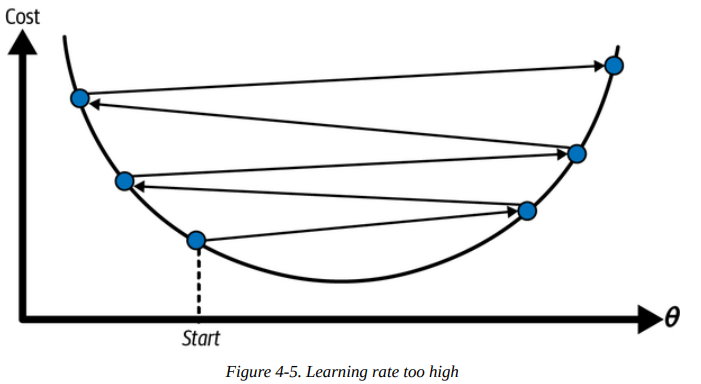 Cost
θ
Start
Figure 4-5. Learning rate too high